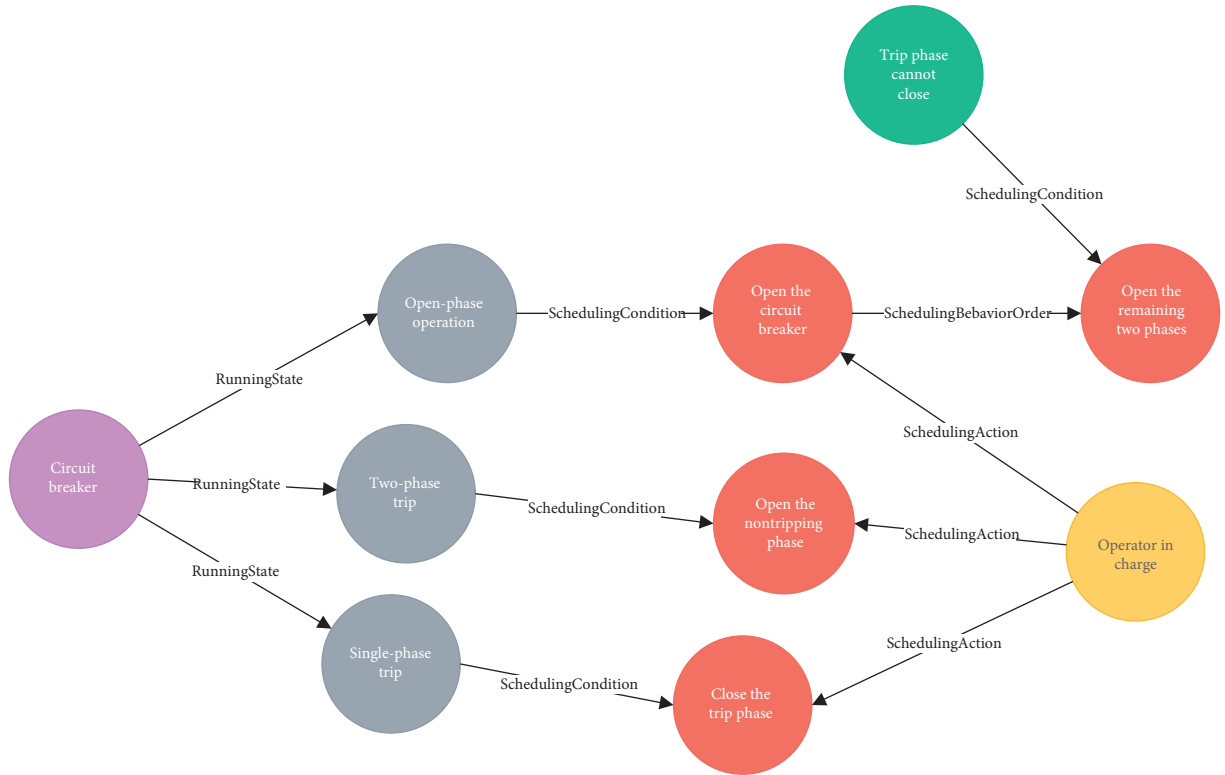 Trip phase
cannot
close
SchedulingCondition
Open-phase
operation
SchedulingCondition
Open the
circuit
breaker
SchedulingBebaviorOrder
Open the
remaining
two phases
RunningState
SchedulingAction
Circuit
breaker
RunningState
Two-phase
trip
SchedulingCondition
Open the
nontripping
phase
SchedulingAction
Operator in
charge
RunningState
SchedulingAction
Single-phase
trip
SchedulingCondition
Close the
trip phase